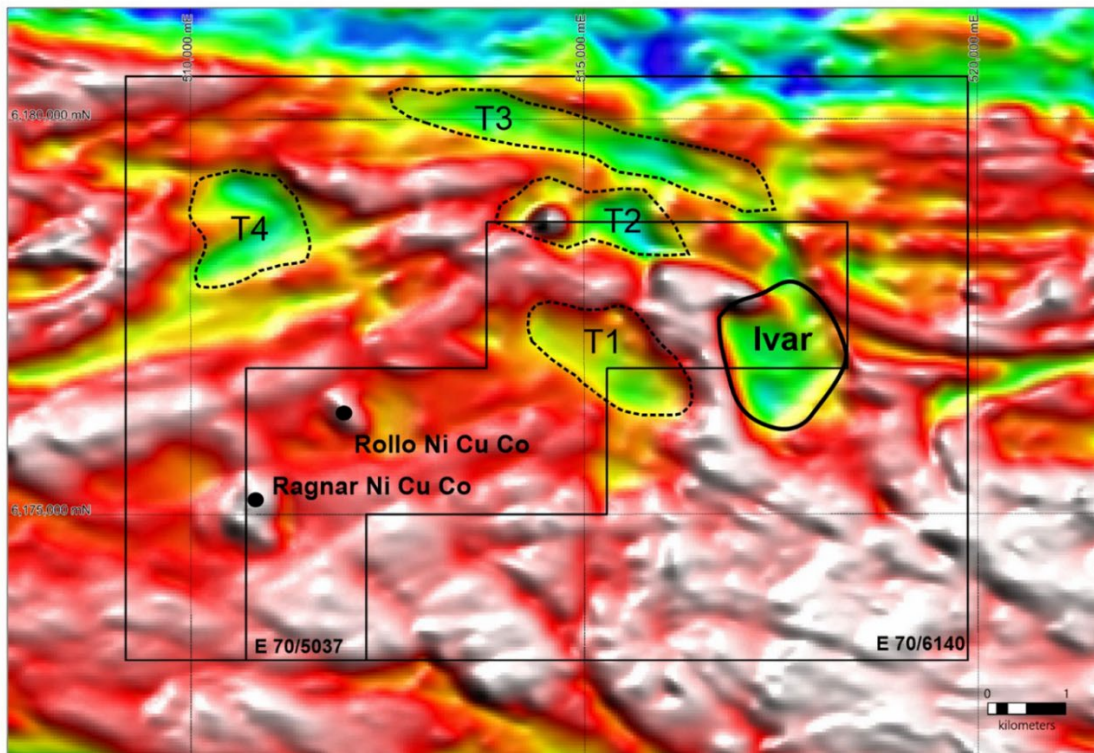 510,000 mE
515,000 mE
520,000 mE
6,180,000 mN
T3
T4
T2
T1
Ivar
Rollo Ni Cu Co
Ragnar Ni Cu Co
6,175,000 mN
E 70/5037
E 70/6140
0 1
kilometers